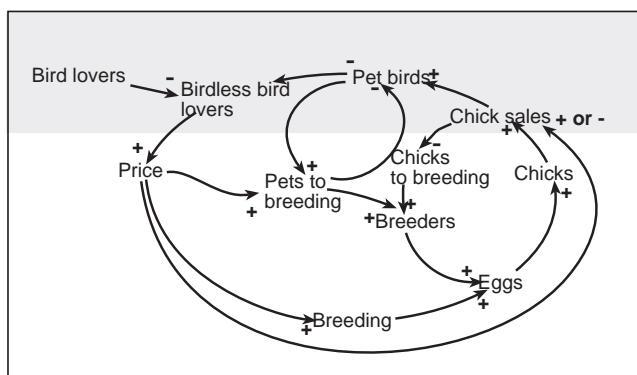 Bird lovers
-
Birdless bird
lovers
-
Pet birds
+
-
Chick sales
+ or -
+
+
Price
+
Pets to
breeding
+
-
Chicks
to breeding
Chicks
+
+
+
Breeders
+
Eggs
+
+
Breeding